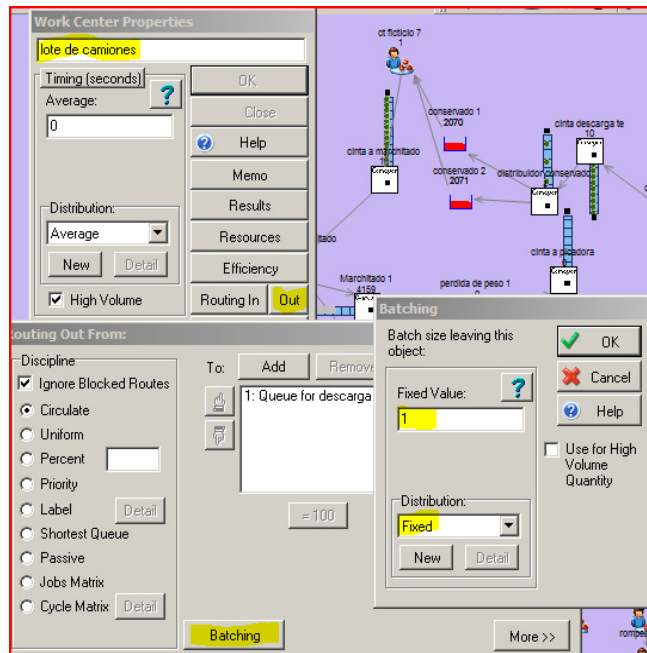 Work Center Properties
lote de camiones
Timing (seconds)
Average:
?
0
Distribution:
Average
New
Detail
High Volume
OK
Close
Help
Memo
Results
Resources
Efficiency
Routing In
Out
ct ficticio 7
1
conservado 1
2070
cinta descarga te
10
cinta a marchitado
conservado 2
2071
distribuidor conservado
cinta a picadora
Marchitado 1
4159
perdida de peso 1
0
Routing Out From:
Discipline
Ignore Blocked Routes
Circulate
Uniform
Percent
Priority
Label
Detail
Shortest Queue
Passive
Jobs Matrix
Cycle Matrix
Detail
To:
Add
Remove
1: Queue for descarga
=100
Batching
More >>
Batching
Batch size leaving this
object:
Fixed Value:
?
1
Distribution:
Fixed
New
Detail
OK
Cancel
Help
Use for High
Volume
Quantity